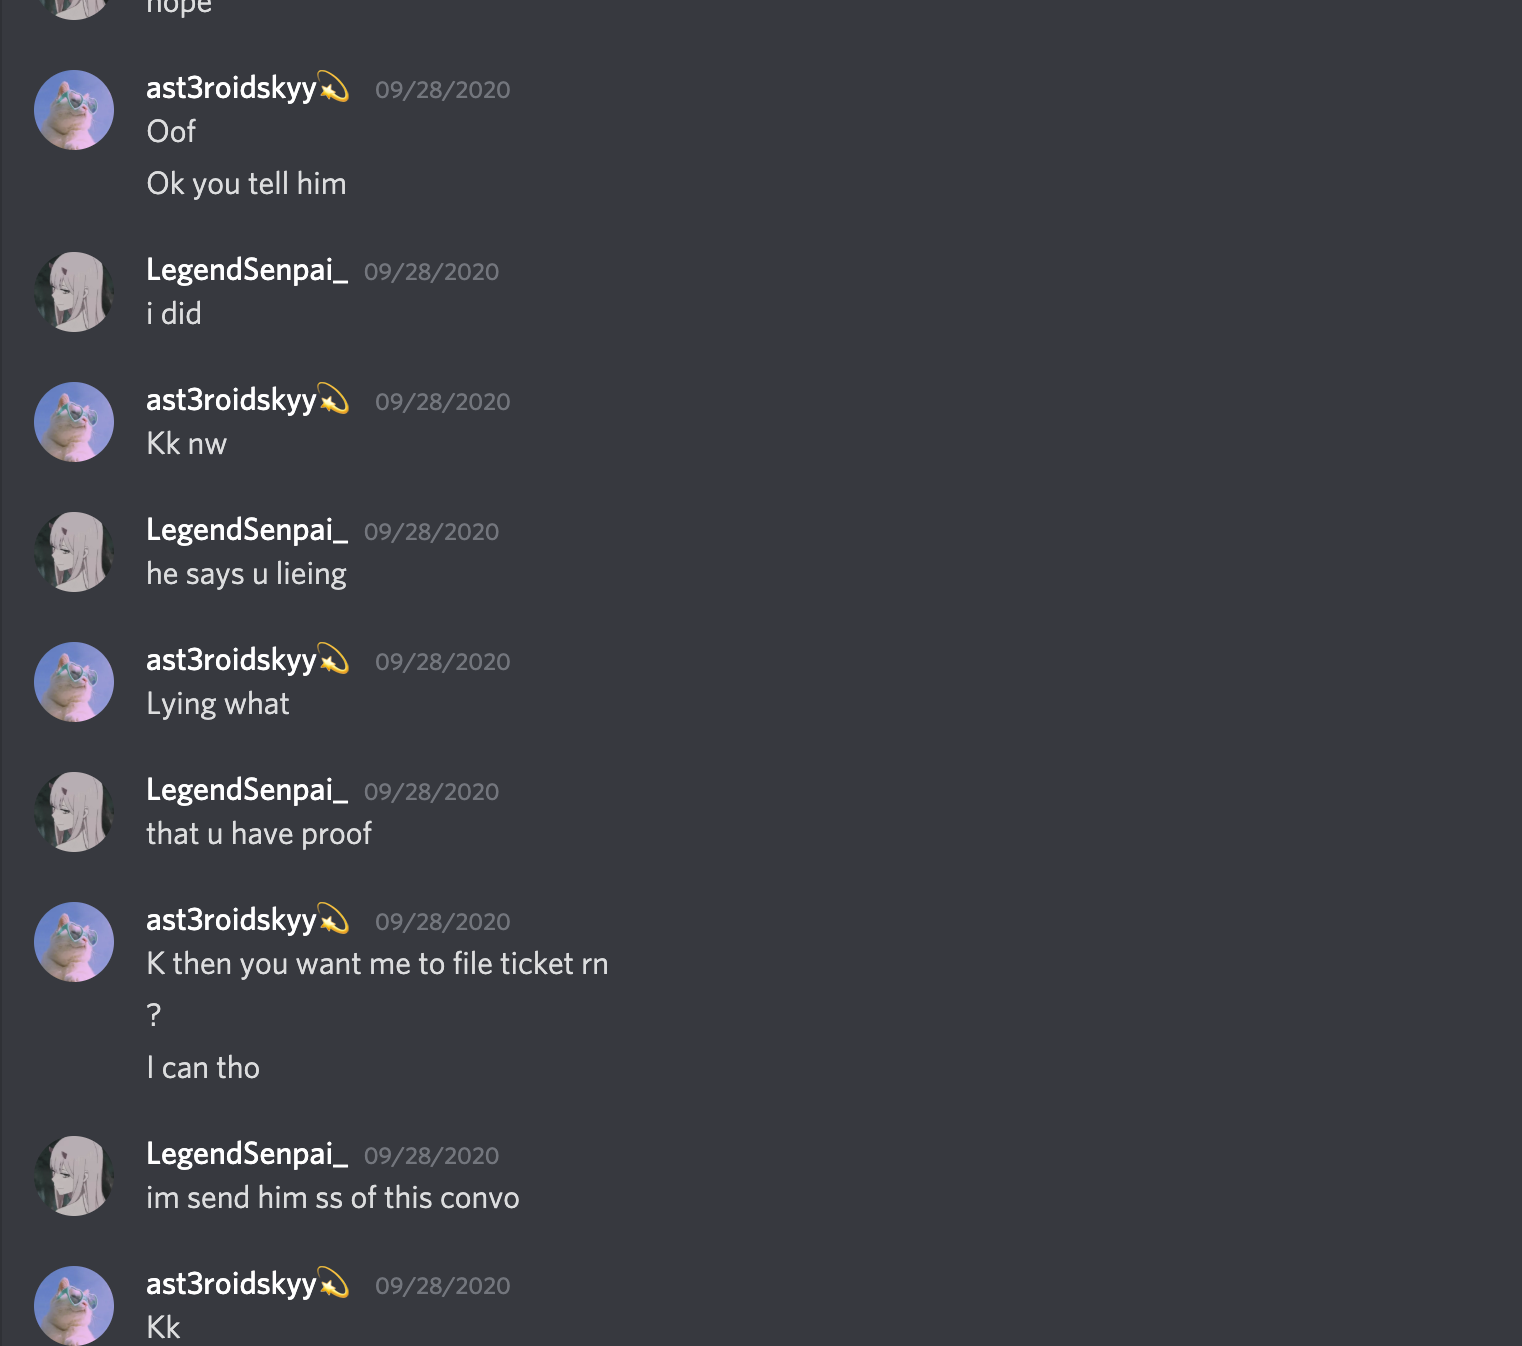 nope
ast3roidskyy💫 09/28/2020
Oof
Ok you tell him
LegendSenpai_ 09/28/2020
i did
ast3roidskyy💫 09/28/2020
Kk nw
LegendSenpai_ 09/28/2020
he says u lieing
ast3roidskyy💫 09/28/2020
Lying what
LegendSenpai_ 09/28/2020
that u have proof
ast3roidskyy💫 09/28/2020
K then you want me to file ticket rn
?
I can tho
LegendSenpai_ 09/28/2020
im send him ss of this convo
ast3roidskyy💫 09/28/2020
Kk